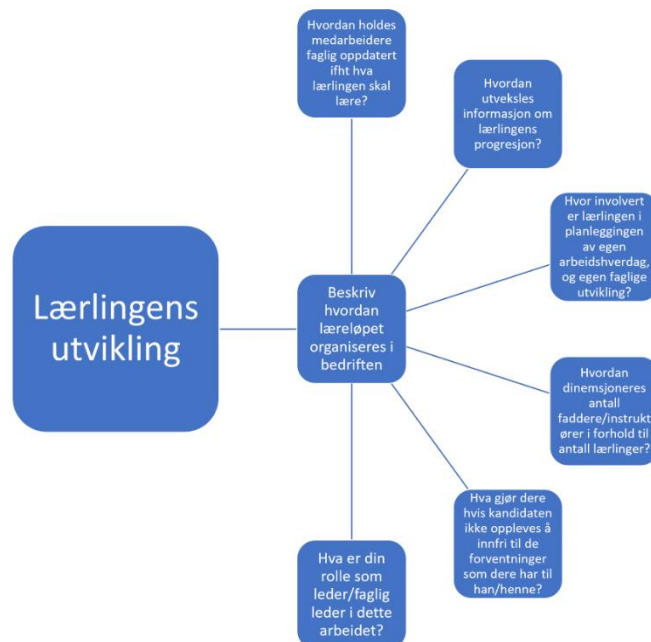 Hvordan holdes
medarbeidere
faglig oppdatert
ifht hva
lærlingen skal
lære?
Hvordan
utveksles
informasjon om
lærlingens
progresjon?
Hvor involvert
er lærlingen i
planleggingen
av egen
arbeidshverdag,
og egen faglige
utvikling?
Lærlingens
utvikling
Beskriv
hvordan
læreløpet
organiseres i
bedriften
Hvordan
dinemsjoneres
antall
faddere/instrukt
ører i forhold til
antall lærlinger?
Hva gjør dere
hvis kandidaten
ikke oppleves å
innfri til de
forventninger
som dere har til
han/henne?
Hva er din
rolle som
leder/faglig
leder i dette
arbeidet?